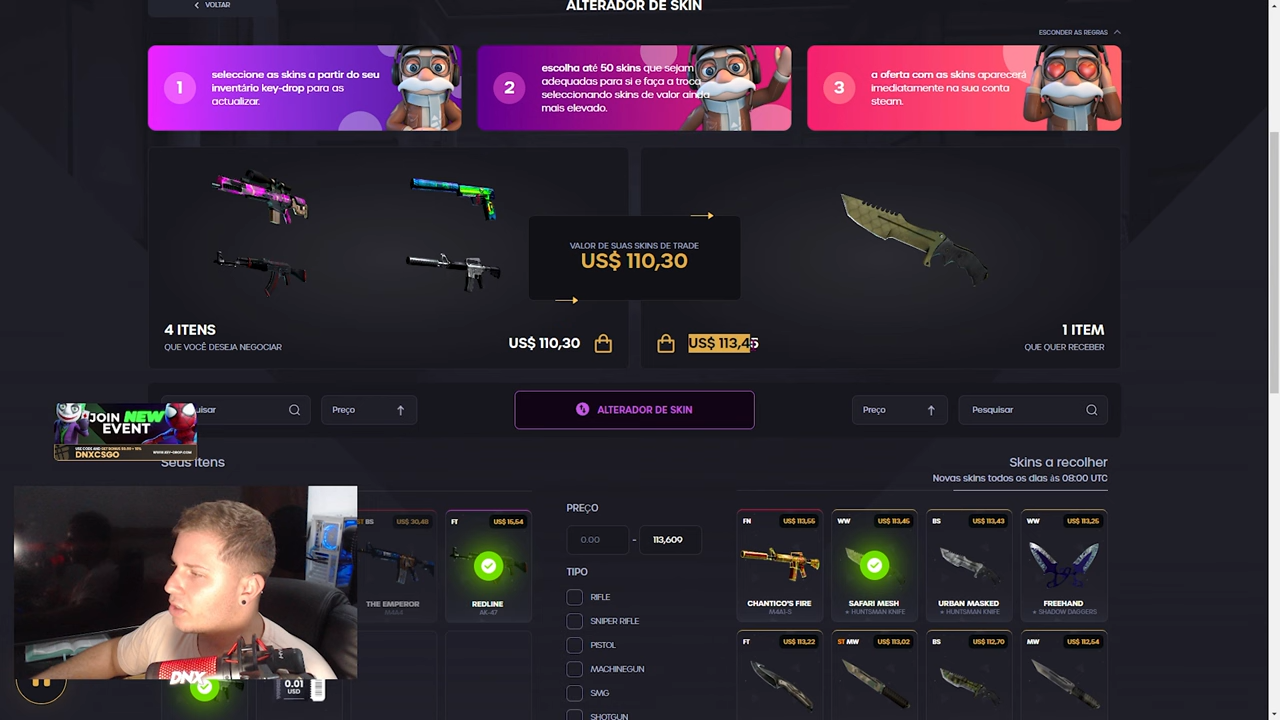 VOLTAR
ALTERADOR DE SKIN
ESCONDER AS REGRAS
1
seleccione as skins a partir do seu
inventário key-drop para as
actualizar.
2
escolha até 50 skins que sejam
adequadas para si e faça a troca
seleccionando skins de valor ainda
mais elevado.
3
a oferta com as skins aparecerá
imediatamente na sua conta
steam.
VALOR DE SUAS SKINS DE TRADE
US$ 110,30
4 ITENS
QUE VOCÊ DESEJA NEGOCIAR
US$ 110,30
US$ 113,45
1 ITEM
QUE QUER RECEBER
Preço
ALTERADOR DE SKIN
Preço
Pesquisar
JOIN NEW
EVENT
DNXCSGO
WWW.KEY-DROP.COM
Seus itens
Skins a recolher
Novas skins todos os dias às 08:00 UTC
ST BS
US$ 30,48
THE EMPEROR
M4A4
FT
US$ 15,54
REDLINE
AK-47
PREÇO
0.00
-
113,609
TIPO
RIFLE
SNIPER RIFLE
PISTOL
MACHINEGUN
SMG
SHOTGUN
FN
US$ 113,55
CHANTICO'S FIRE
M4A1-S
WW
US$ 113,45
SAFARI MESH
★ HUNTSMAN KNIFE
BS
US$ 113,43
URBAN MASKED
★ HUNTSMAN KNIFE
WW
US$ 113,25
FREEHAND
★ SHADOW DAGGERS
FT
US$ 113,22
ST MW
US$ 113,02
BS
US$ 112,70
MW
US$ 112,54
DNX
0.01
USD